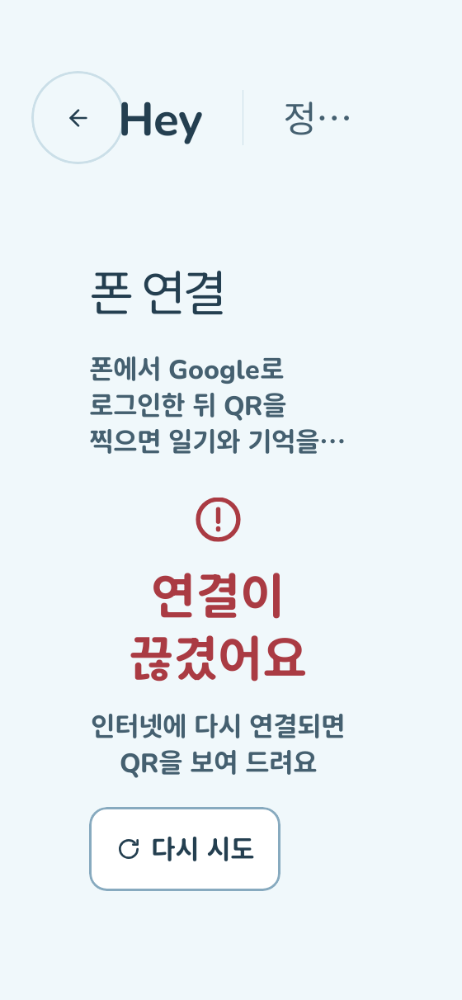 Hey
정…
폰 연결
폰에서 Google로
로그인한 뒤 QR을
찍으면 일기와 기억을…
연결이
끊겼어요
인터넷에 다시 연결되면
QR을 보여 드려요
다시 시도